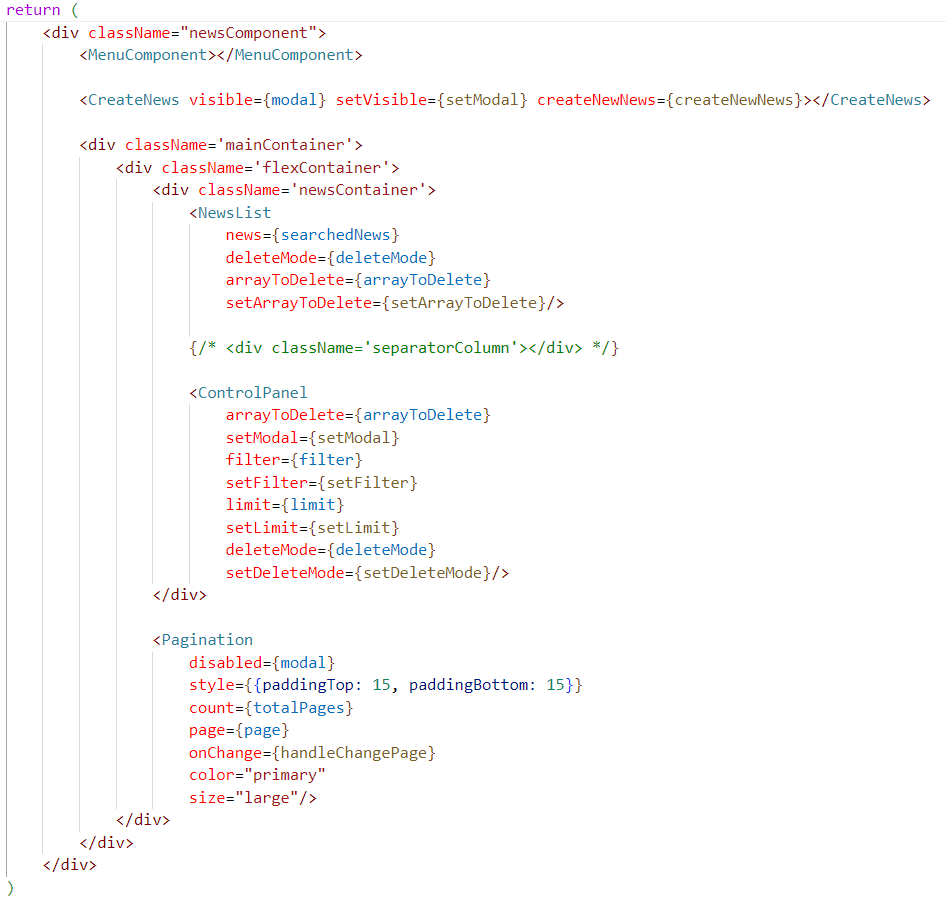 return (
<div className="newsComponent">
<MenuComponent></MenuComponent>
<CreateNews visible={modal} setVisible={setModal} createNewNews={createNewNews}></CreateNews>
<div className='mainContainer'>
<div className='flexContainer'>
<div className='newsContainer'>
<NewsList
news={searchedNews}
deleteMode={deleteMode}
arrayToDelete={arrayToDelete}
setArrayToDelete={setArrayToDelete}/>
{/* <div className='separatorColumn'></div> */}
<ControlPanel
arrayToDelete={arrayToDelete}
setModal={setModal}
filter={filter}
setFilter={setFilter}
limit={limit}
setLimit={setLimit}
deleteMode={deleteMode}
setDeleteMode={setDeleteMode}/>
</div>
<Pagination
disabled={modal}
style={{paddingTop: 15, paddingBottom: 15}}
count={totalPages}
page={page}
onChange={handleChangePage}
color="primary"
size="large"/>
</div>
</div>
</div>
)